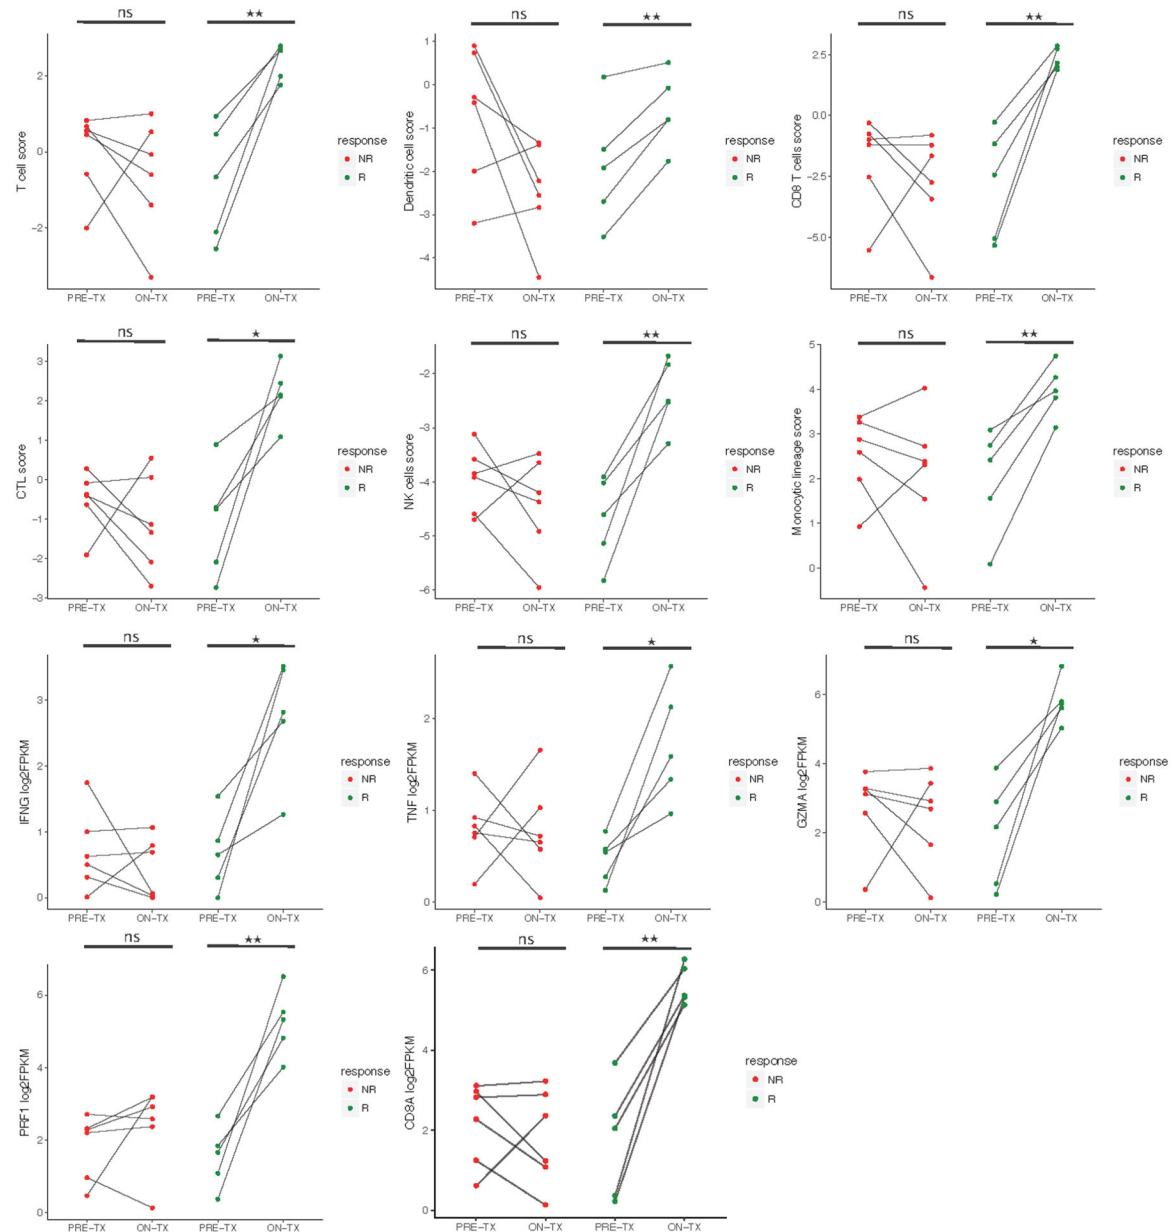 ns ★★
T cell score
2
0
−2
PRE−TX ON−TX PRE−TX ON−TX
response
NR
R
ns ★★
Dendritic cell score
1
0
−1
−2
−3
−4
PRE−TX ON−TX PRE−TX ON−TX
response
NR
R
ns ★★
CD8 T cells score
2.5
0.0
−2.5
−5.0
PRE−TX ON−TX PRE−TX ON−TX
response
NR
R
ns ★
CTL score
3
2
1
0
−1
−2
−3
PRE−TX ON−TX PRE−TX ON−TX
response
NR
R
ns ★★
NK cells score
−2
−3
−4
−5
−6
PRE−TX ON−TX PRE−TX ON−TX
response
NR
R
ns ★★
Monocytic lineage score
5
4
3
2
1
0
PRE−TX ON−TX PRE−TX ON−TX
response
NR
R
ns ★
IFNG log2FPKM
3
2
1
0
PRE−TX ON−TX PRE−TX ON−TX
response
NR
R
ns ★
TNF log2FPKM
2
1
0
PRE−TX ON−TX PRE−TX ON−TX
response
NR
R
ns ★
GZMA log2FPKM
6
4
2
0
PRE−TX ON−TX PRE−TX ON−TX
response
NR
R
ns ★★
PRF1 log2FPKM
6
4
2
0
PRE−TX ON−TX PRE−TX ON−TX
response
NR
R
ns ★★
CD8A log2FPKM
6
4
2
0
PRE−TX ON−TX PRE−TX ON−TX
response
NR
R